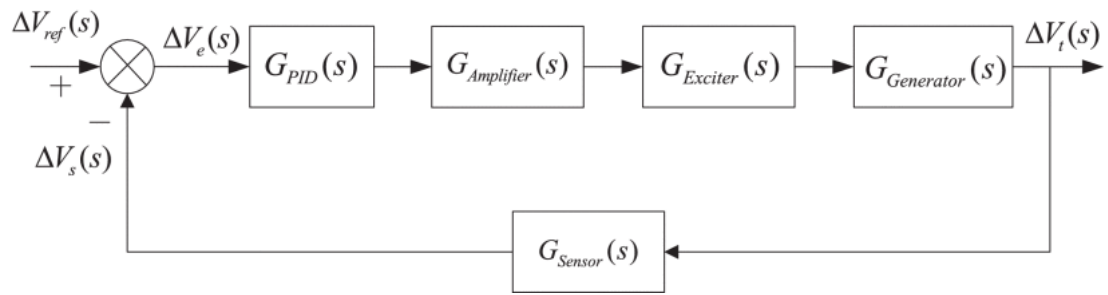 ΔV_ref(s)
ΔV_e(s)
G_PID(s)
G_Amplifier(s)
G_Exciter(s)
G_Generator(s)
ΔV_t(s)
+
−
ΔV_s(s)
G_Sensor(s)